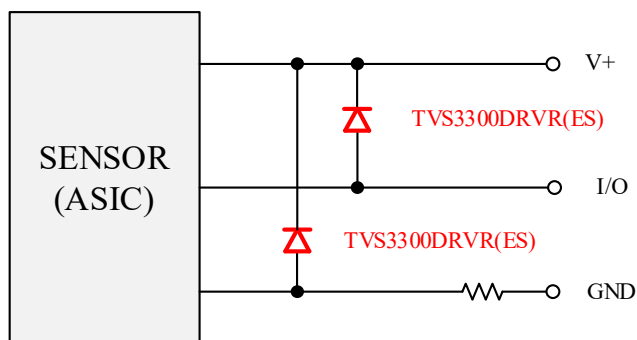 V+
TVS3300DRVR(ES)
SENSOR
(ASIC)
I/O
TVS3300DRVR(ES)
GND